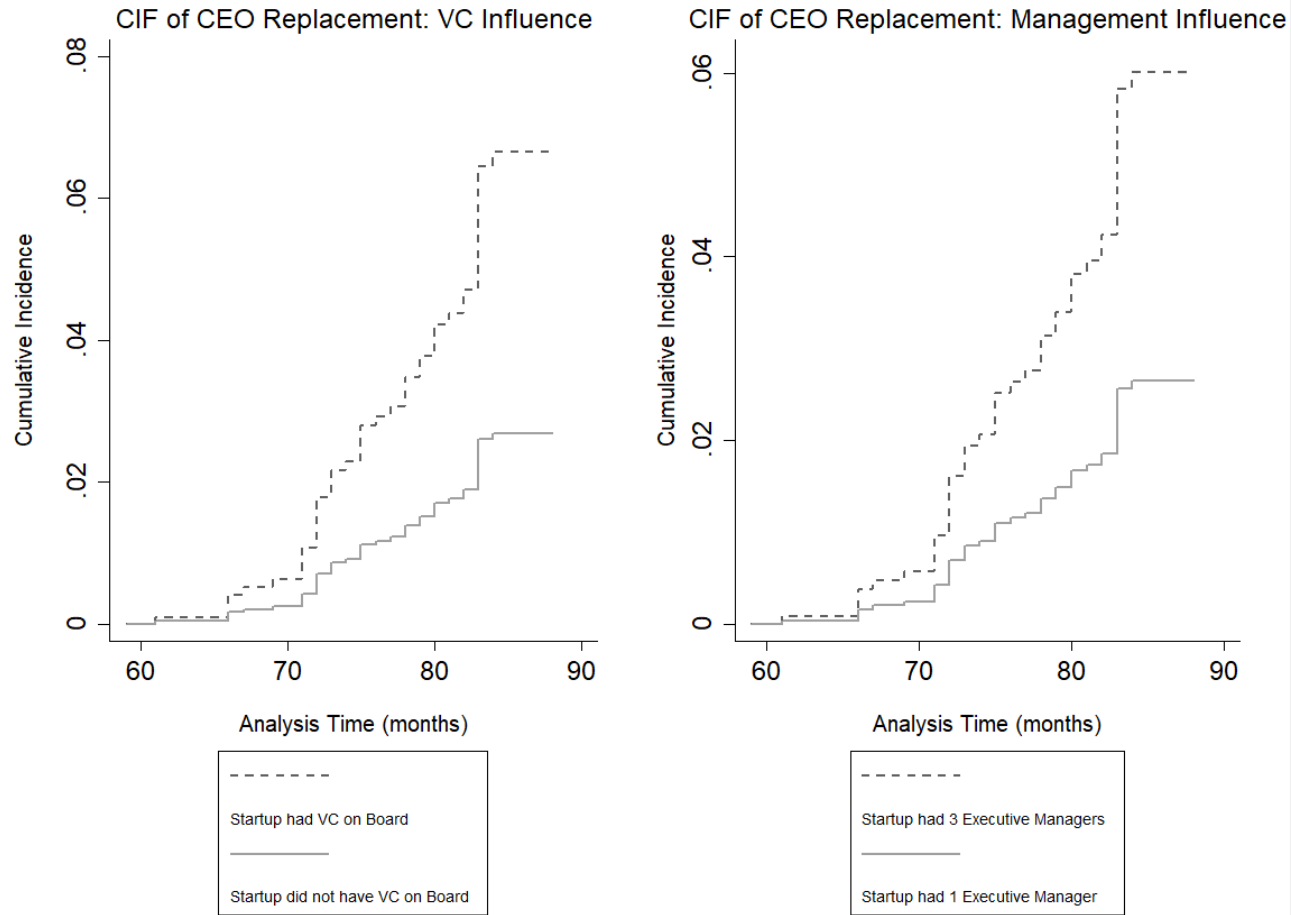 CIF of CEO Replacement: VC Influence
.08
.06
.04
.02
0
Cumulative Incidence
60 70 80 90
Analysis Time (months)
Startup had VC on Board
Startup did not have VC on Board
CIF of CEO Replacement: Management Influence
.06
.04
.02
0
Cumulative Incidence
60 70 80 90
Analysis Time (months)
Startup had 3 Executive Managers
Startup had 1 Executive Manager